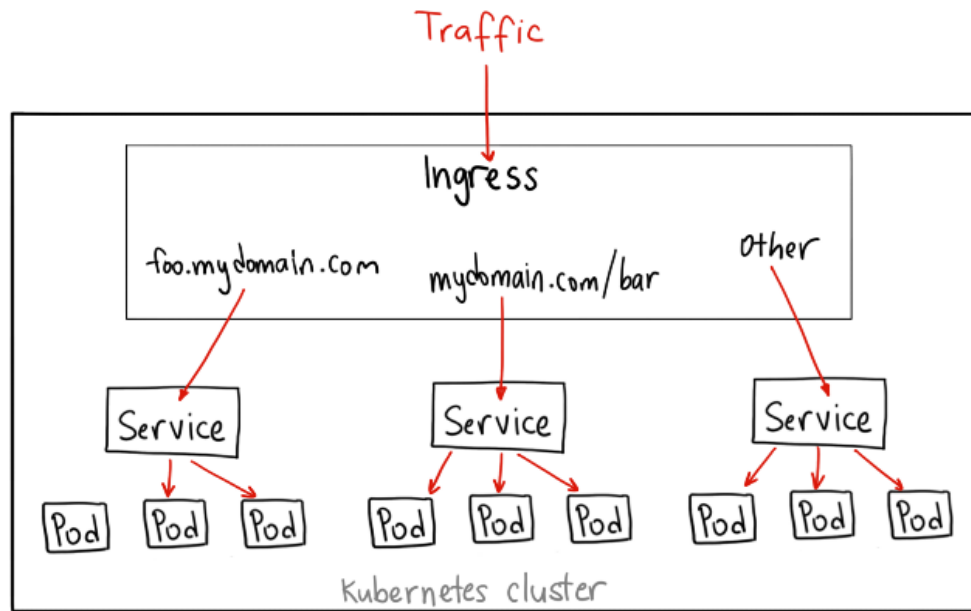 Traffic
Ingress
foo.mydomain.com
mydomain.com/bar
Other
Service
Service
Service
Pod
Pod
Pod
Pod
Pod
Pod
Pod
Pod
Pod
Kubernetes cluster